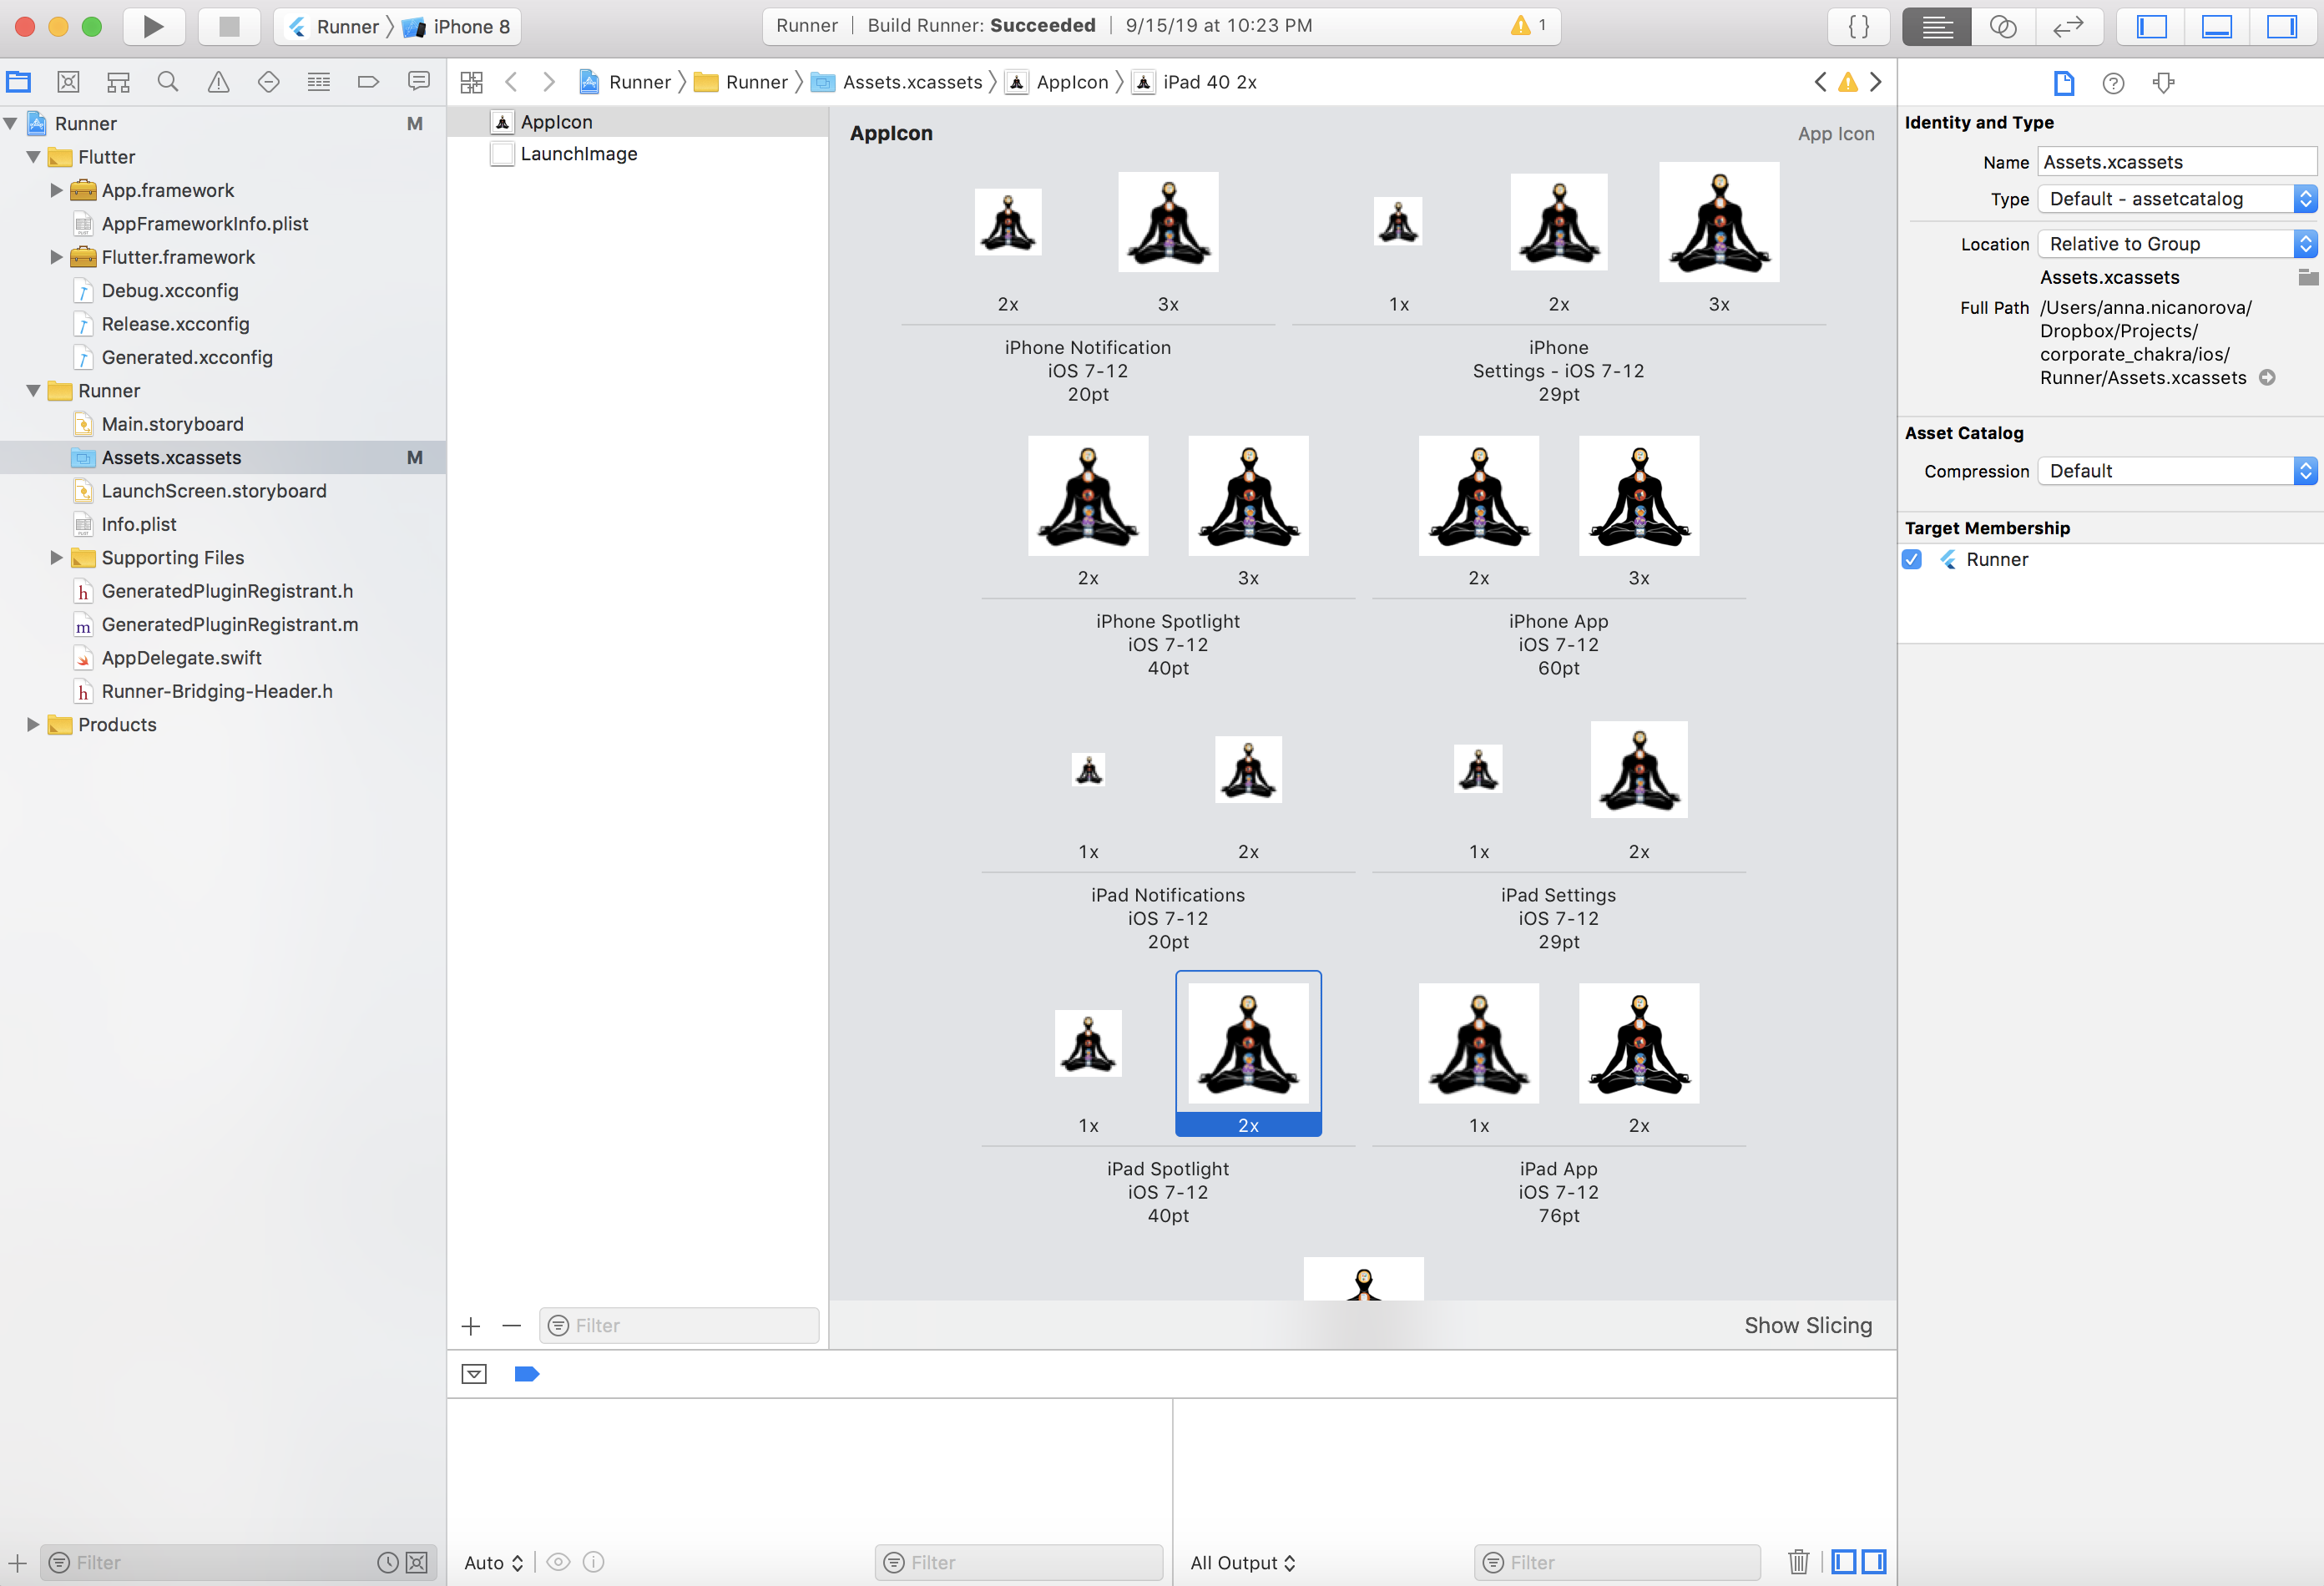 Runner iPhone 8
Runner Build Runner: Succeeded 9/15/19 at 10:23 PM 1
Runner Runner Assets.xcassets AppIcon iPad 40 2x
Runner M
Flutter
App.framework
AppFrameworkInfo.plist
Flutter.framework
Debug.xcconfig
Release.xcconfig
Generated.xcconfig
Runner
Main.storyboard
Assets.xcassets M
LaunchScreen.storyboard
Info.plist
Supporting Files
h GeneratedPluginRegistrant.h
m GeneratedPluginRegistrant.m
AppDelegate.swift
h Runner-Bridging-Header.h
Products
Filter
AppIcon
LaunchImage
Filter
AppIcon App Icon
2x 3x
iPhone Notification
iOS 7-12
20pt
1x 2x 3x
iPhone
Settings - iOS 7-12
29pt
2x 3x
iPhone Spotlight
iOS 7-12
40pt
2x 3x
iPhone App
iOS 7-12
60pt
1x 2x
iPad Notifications
iOS 7-12
20pt
1x 2x
iPad Settings
iOS 7-12
29pt
1x 2x
iPad Spotlight
iOS 7-12
40pt
1x 2x
iPad App
iOS 7-12
76pt
Show Slicing
Auto Filter
All Output Filter
Identity and Type
Name Assets.xcassets
Type Default - assetcatalog
Location Relative to Group
Assets.xcassets
Full Path /Users/anna.nicanorova/
Dropbox/Projects/
corporate_chakra/ios/
Runner/Assets.xcassets
Asset Catalog
Compression Default
Target Membership
Runner